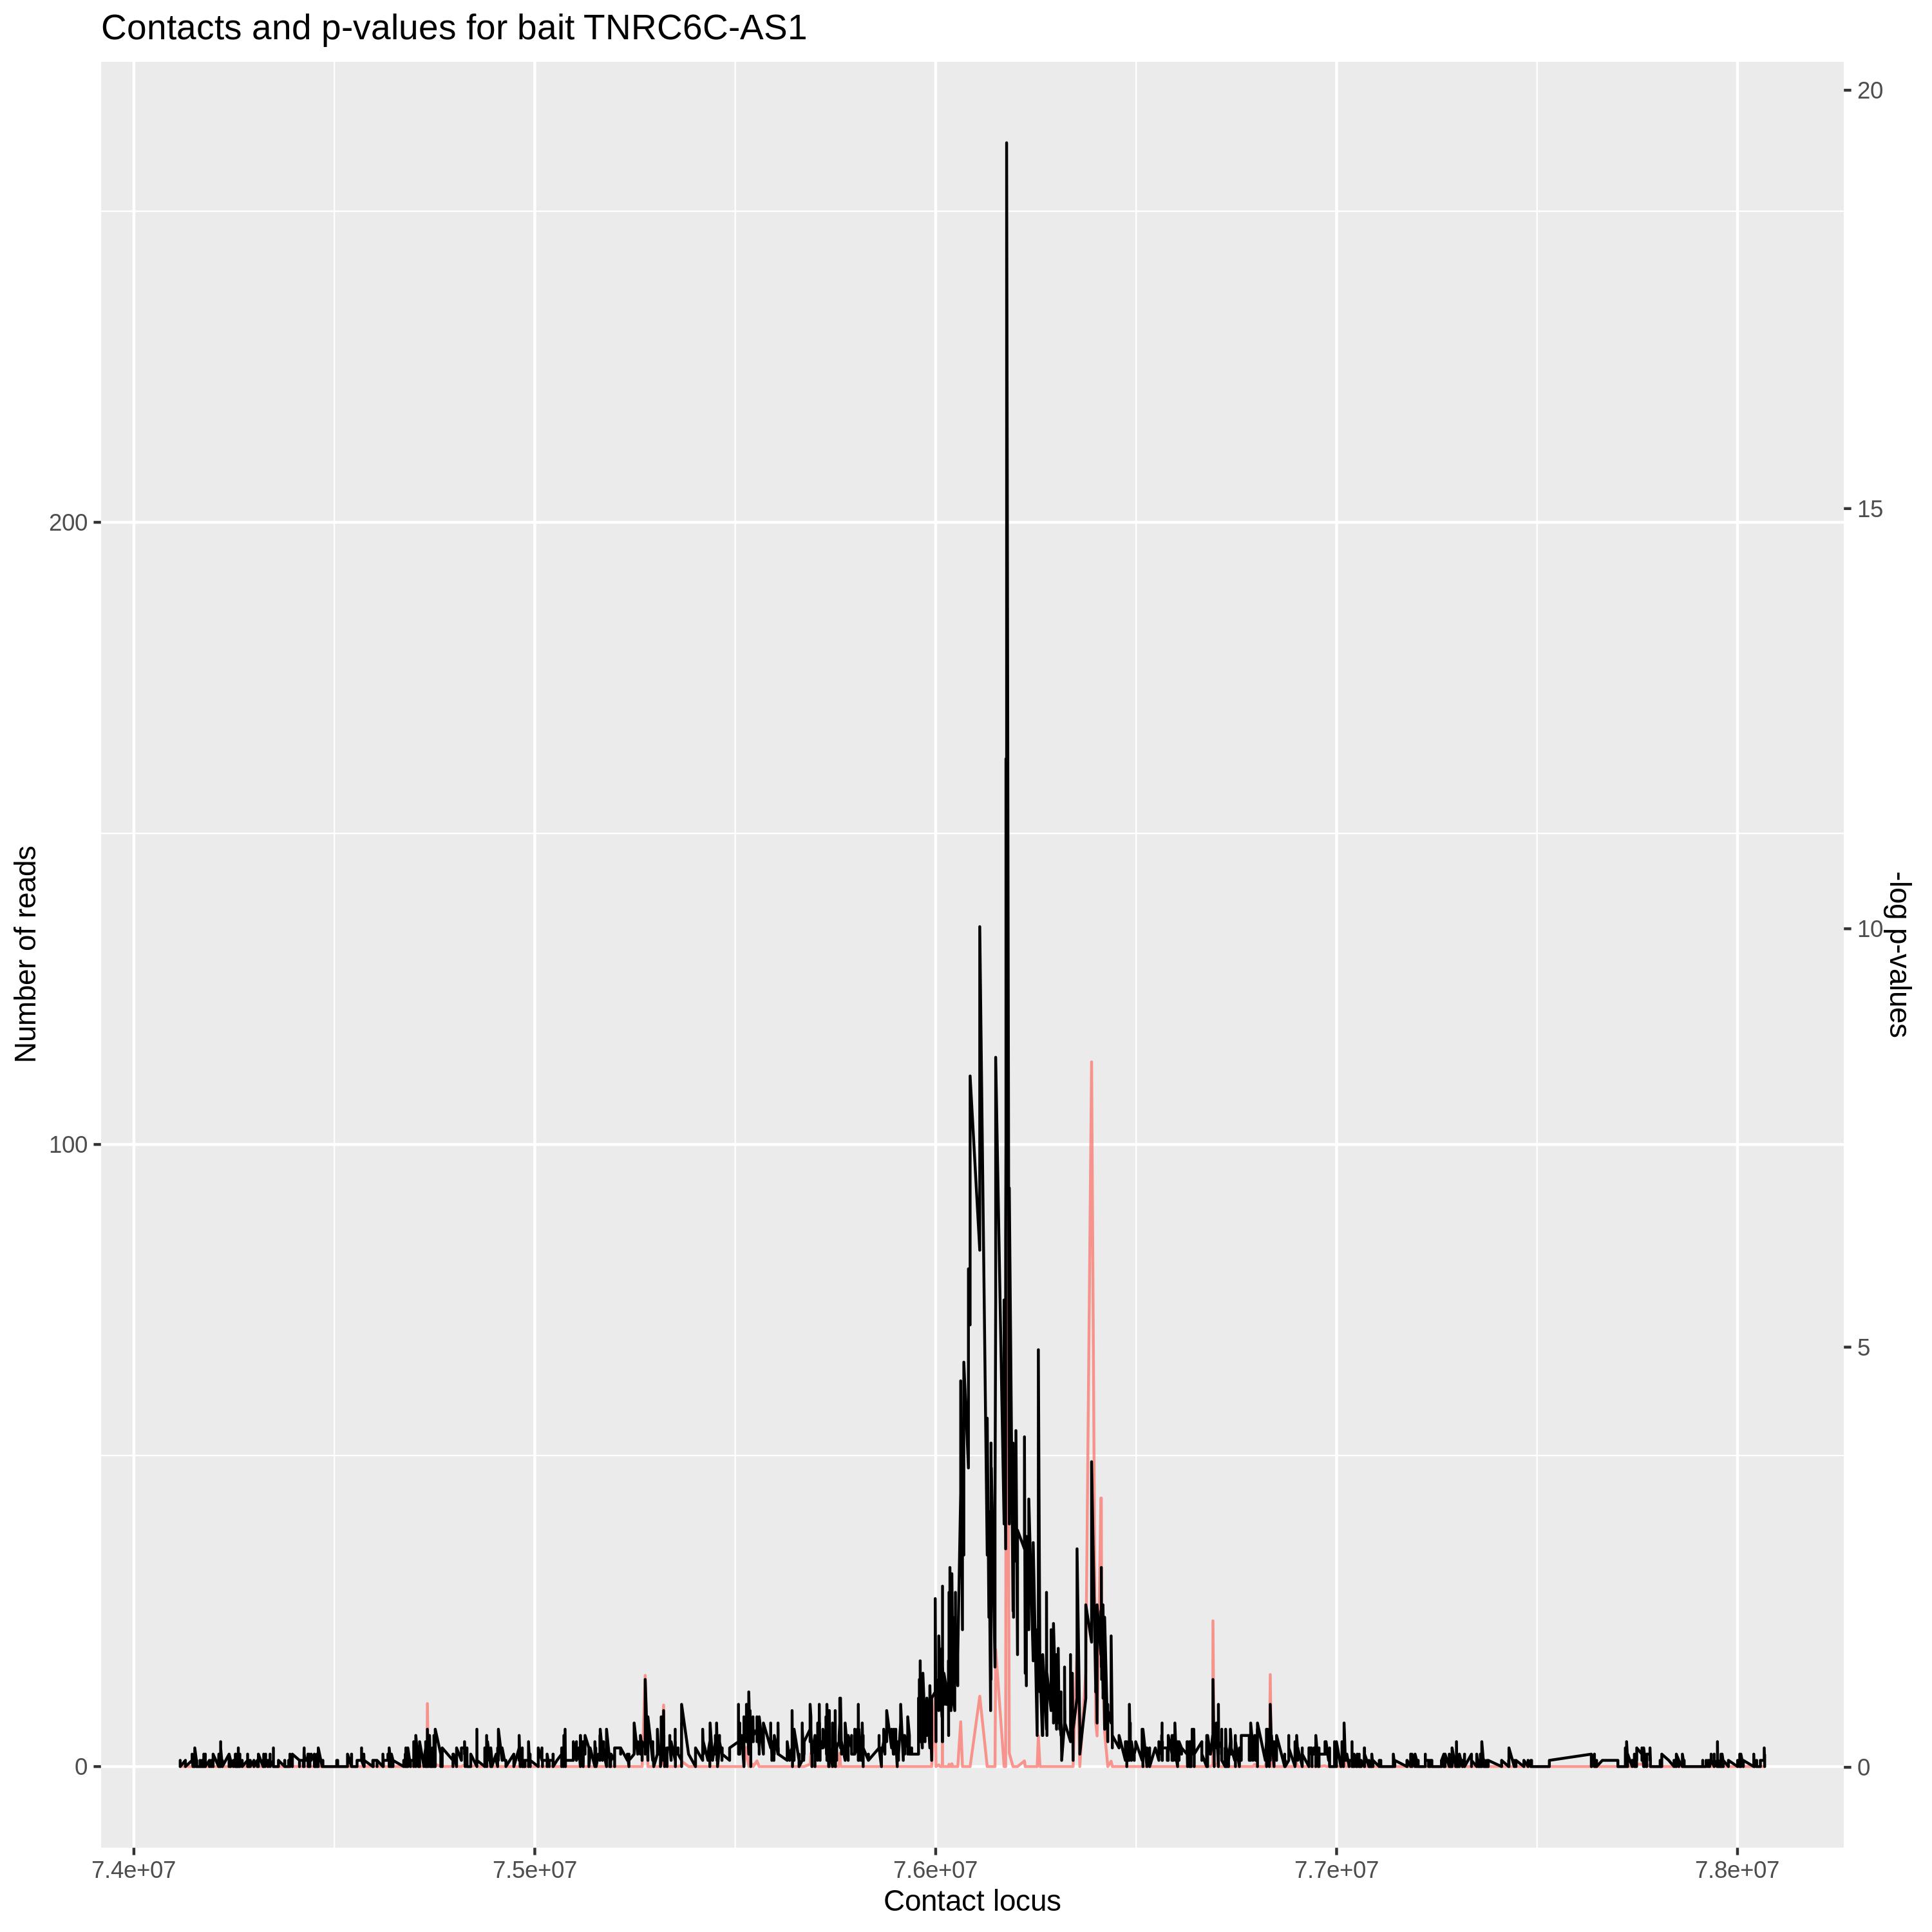 Contacts and p-values for bait TNRC6C-AS1
20
200
15
10
Number of reads
-log p-values
100
5
0
0
7.4e+07 7.5e+07 7.6e+07 7.7e+07 7.8e+07
Contact locus